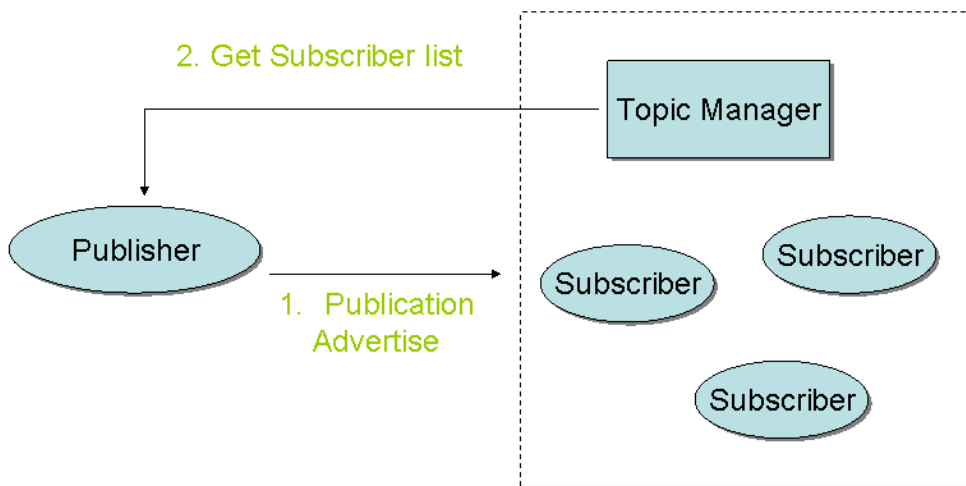 2. Get Subscriber list
Topic Manager
Publisher
Subscriber
Subscriber
1. Publication
Advertise
Subscriber